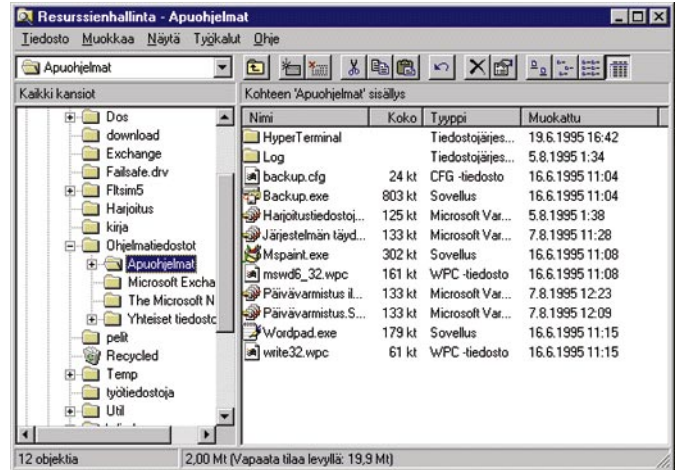 Resurssienhallinta - Apuohjelmat
Tiedosto Muokkaa Näytä Työkalut Ohje
Apuohjelmat
Kaikki kansiot
Kohteen 'Apuohjelmat' sisällys
Dos
download
Exchange
Failsafe.drv
Fltsim5
Harjoitus
kirja
Ohjelmatiedostot
Apuohjelmat
Microsoft Excha
The Microsoft N
Yhteiset tiedosto
pelit
Recycled
Temp
työtiedostoja
Util
Nimi Koko Tyyppi Muokattu
HyperTerminal Tiedostojärjes... 19.6.1995 16:42
Log Tiedostojärjes... 5.8.1995 1:34
backup.cfg 24 kt CFG -tiedosto 16.6.1995 11:04
Backup.exe 803 kt Sovellus 16.6.1995 11:04
Harjoitustiedostoj... 125 kt Microsoft Var... 5.8.1995 1:38
Järjestelmän täyd... 133 kt Microsoft Var... 7.8.1995 11:28
Mspaint.exe 302 kt Sovellus 16.6.1995 11:08
mswd6_32.wpc 161 kt WPC -tiedosto 16.6.1995 11:08
Päivävarmistus il... 133 kt Microsoft Var... 7.8.1995 12:23
Päivävarmistus.S... 133 kt Microsoft Var... 7.8.1995 12:09
Wordpad.exe 179 kt Sovellus 16.6.1995 11:15
write32.wpc 61 kt WPC -tiedosto 16.6.1995 11:15
12 objektia
2,00 Mt (Vapaata tilaa levyllä: 19,9 Mt)